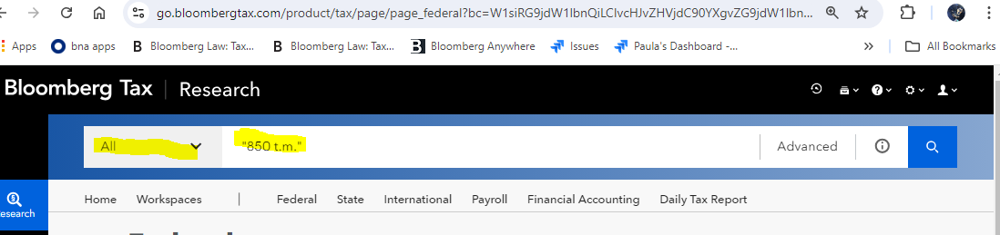 go.bloombergtax.com/product/tax/page/page_federal?bc=W1siRG9jdW1lbnQiLCIvcHJvZHVjdC90YXgvZG9jdW1lbn...
Apps bna apps B Bloomberg Law: Tax... B Bloomberg Law: Tax... B Bloomberg Anywhere Issues Paula's Dashboard -... » All Bookmarks
Bloomberg Tax | Research
All "850 t.m." Advanced
Home Workspaces | Federal State International Payroll Financial Accounting Daily Tax Report
esearch